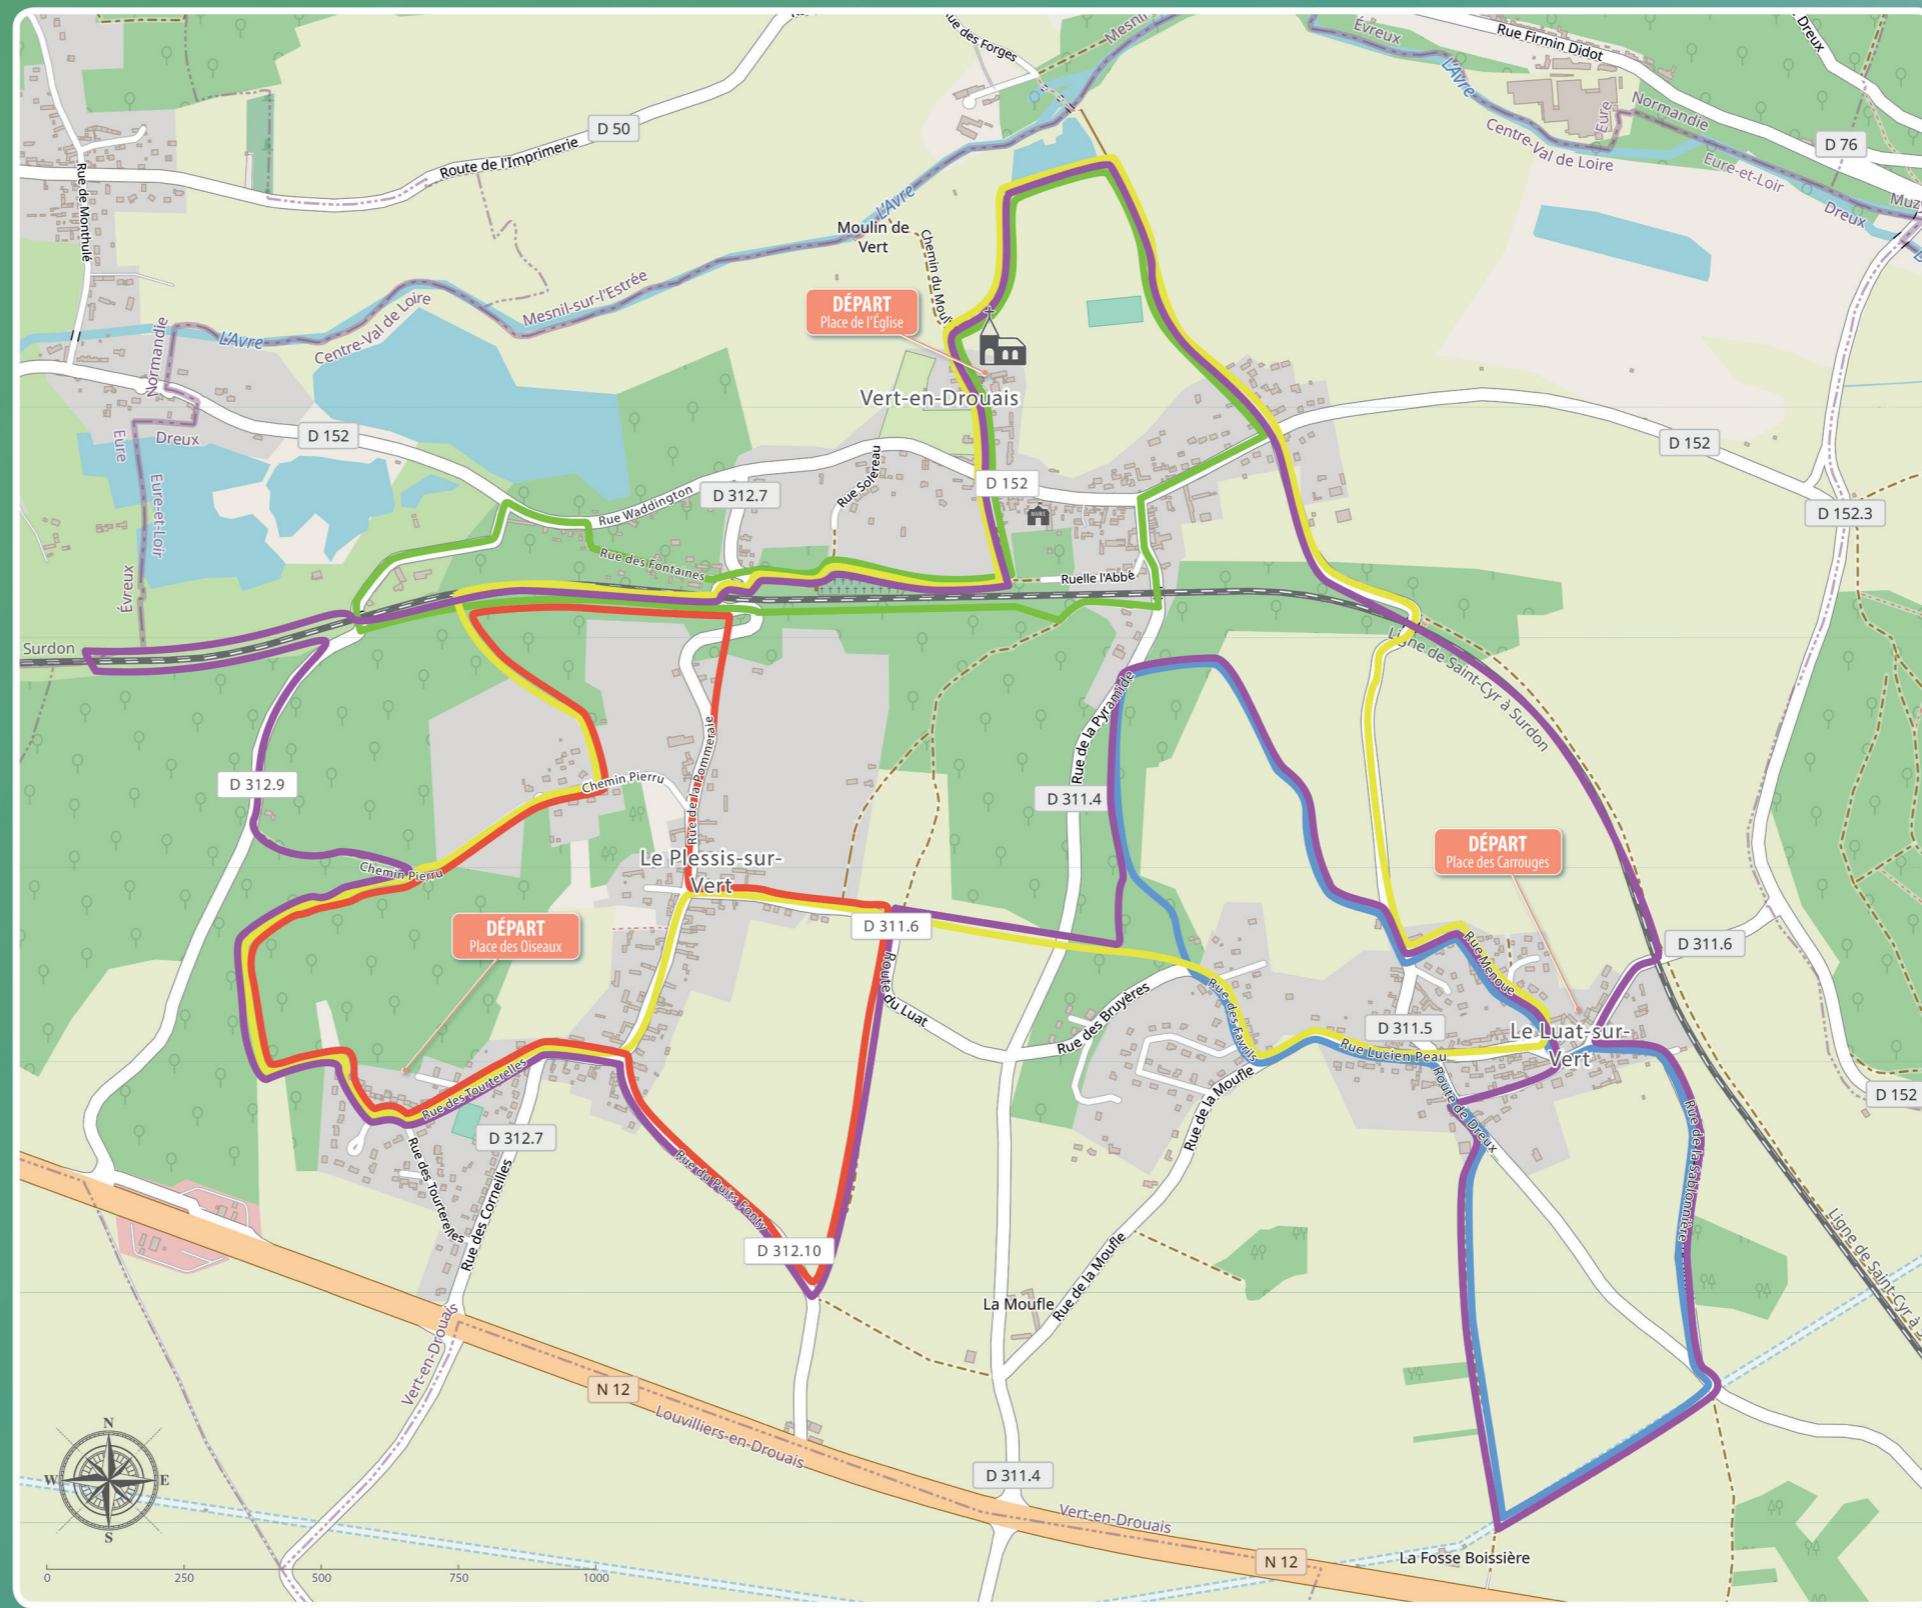 Rue des Forges
Mesnil
Évreux
Rue Firmin Didot
Dreux
L'Avre
D 50
Route de l'Imprimerie
Eure
Normandie
Centre-Val de Loire
D 76
Eure-et-Loir
Dreux
Muzy
Rue de Monthulé
L'Avre
Moulin de
Vert
Chemin du Moul
Mesnil-sur-l'Estrée
DÉPART
Place de l'Église
Normandie
L'Avre
Centre-Val de Loire
Vert-en-Drouais
D 152
Dreux
Eure
D 152
D 152
Rue Solereau
D 312.7
Rue Waddington
MAIRIE
D 152.3
Eure-et-Loir
Évreux
Rue des Fontaines
Ruelle l'Abbé
Surdon
Ligne de Saint-Cyr à Surdon
Rue de la Pyramide
D 312.9
Chemin Pierru
Rue de la Pommeraie
D 311.4
DÉPART
Place des Carrouges
Le Plessis-sur-
Vert
Chemin Pierru
DÉPART
Place des Oiseaux
D 311.6
D 311.6
Rue Menoue
Route du Luat
Rue des Bruyères
Rue des Favrils
D 311.5
Le Luat-sur-
Vert
Rue Lucien Peau
Rue de la Moufle
Route de Dreux
D 152
Rue des Tourterelles
D 312.7
Rue des Tourterelles
Rue des Corneilles
Rue du Puits Fonty
Rue de la Sablonnière
D 312.10
Ligne de Saint-Cyr à
Rue de la Moufle
La Moufle
Vert-en-Drouais
N 12
Louvilliers-en-Drouais
D 311.4
Vert-en-Drouais
N 12
La Fosse Boissière
N
W
E
S
0
250
500
750
1000